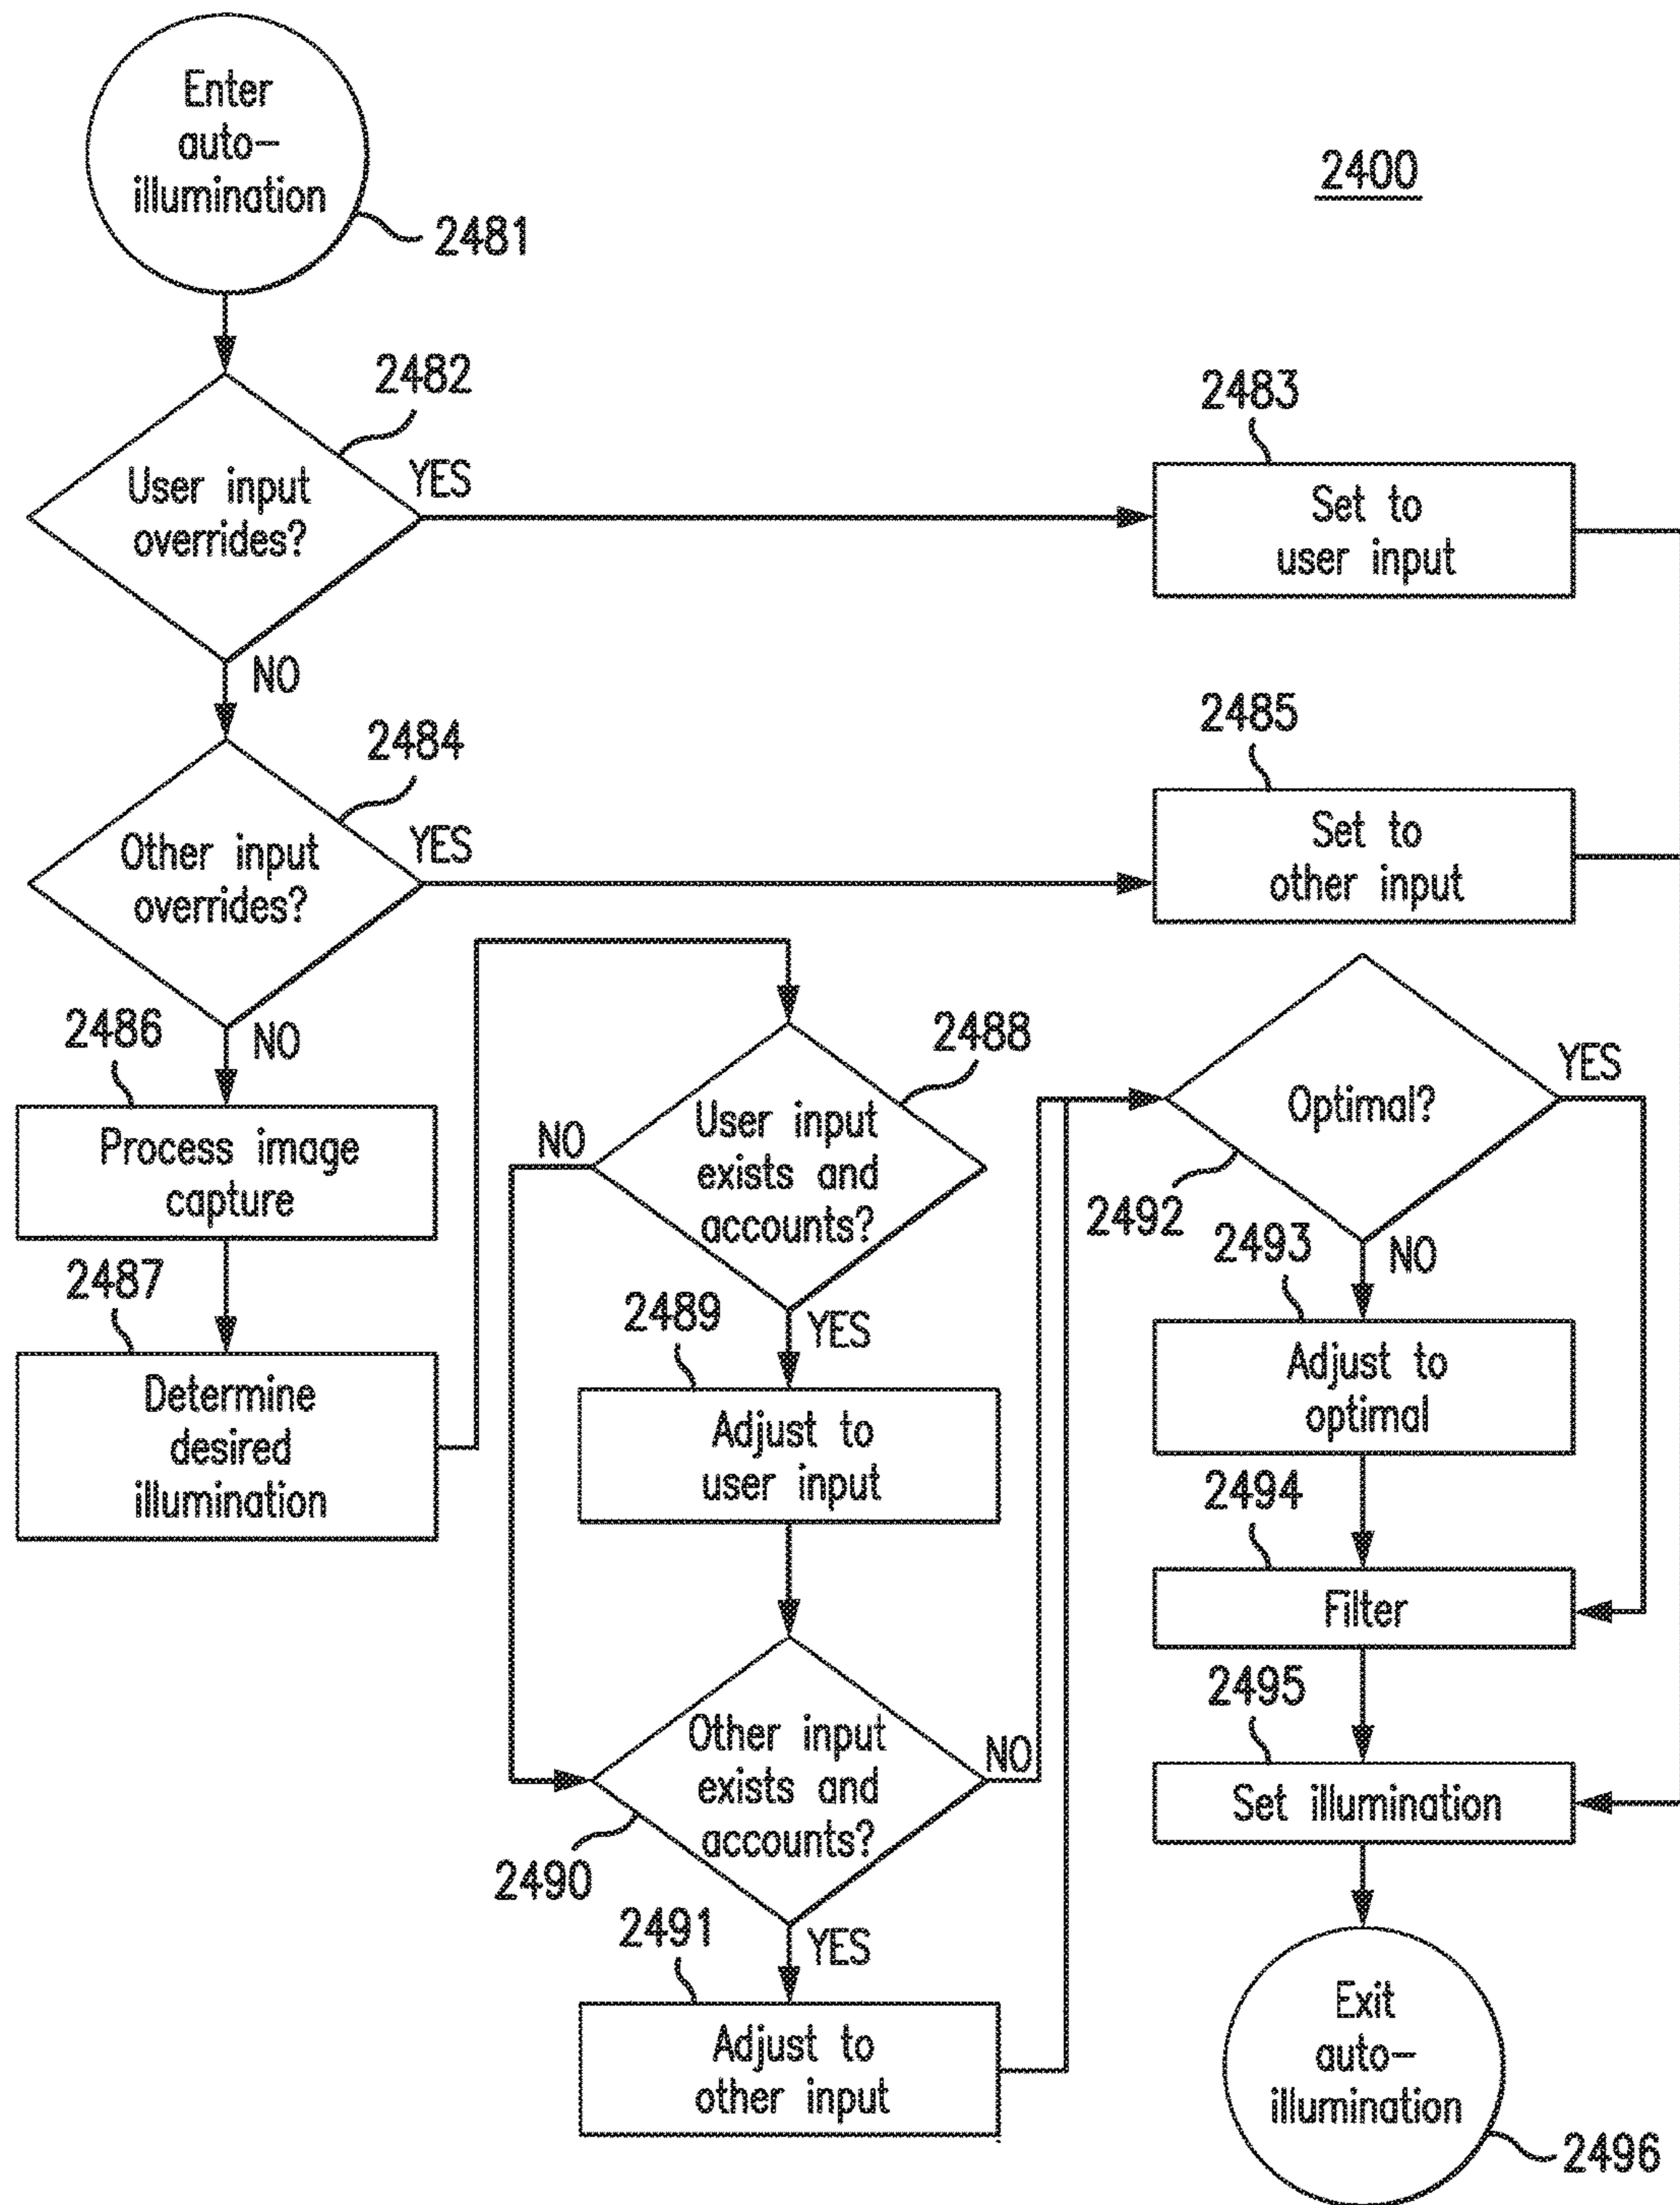 Enter
auto-
illumination
2481
2400
2482
User input
overrides?
YES
NO
2483
Set to
user input
2484
Other input
overrides?
YES
NO
2485
Set to
other input
2486
Process image
capture
2487
Determine
desired
illumination
2488
User input
exists and
accounts?
NO
YES
2489
Adjust to
user input
2490
Other input
exists and
accounts?
NO
YES
2491
Adjust to
other input
2492
Optimal?
YES
NO
2493
Adjust to
optimal
2494
Filter
2495
Set illumination
Exit
auto-
illumination
2496